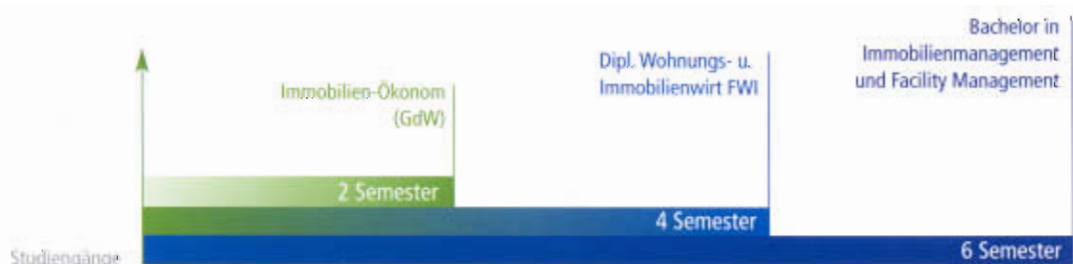 Bachelor in
Immobilienmanagement
und Facility Management
Dipl. Wohnungs- u.
Immobilienwirt FWI
Immobilien-Ökonom
(GdW)
2 Semester
4 Semester
6 Semester
Studiengänge